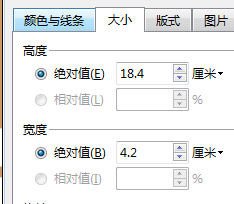 颜色与线条 大小 版式 图片
高度
绝对值(E) 18.4 厘米
相对值(L) %
宽度
绝对值(B) 4.2 厘米
相对值(I) %